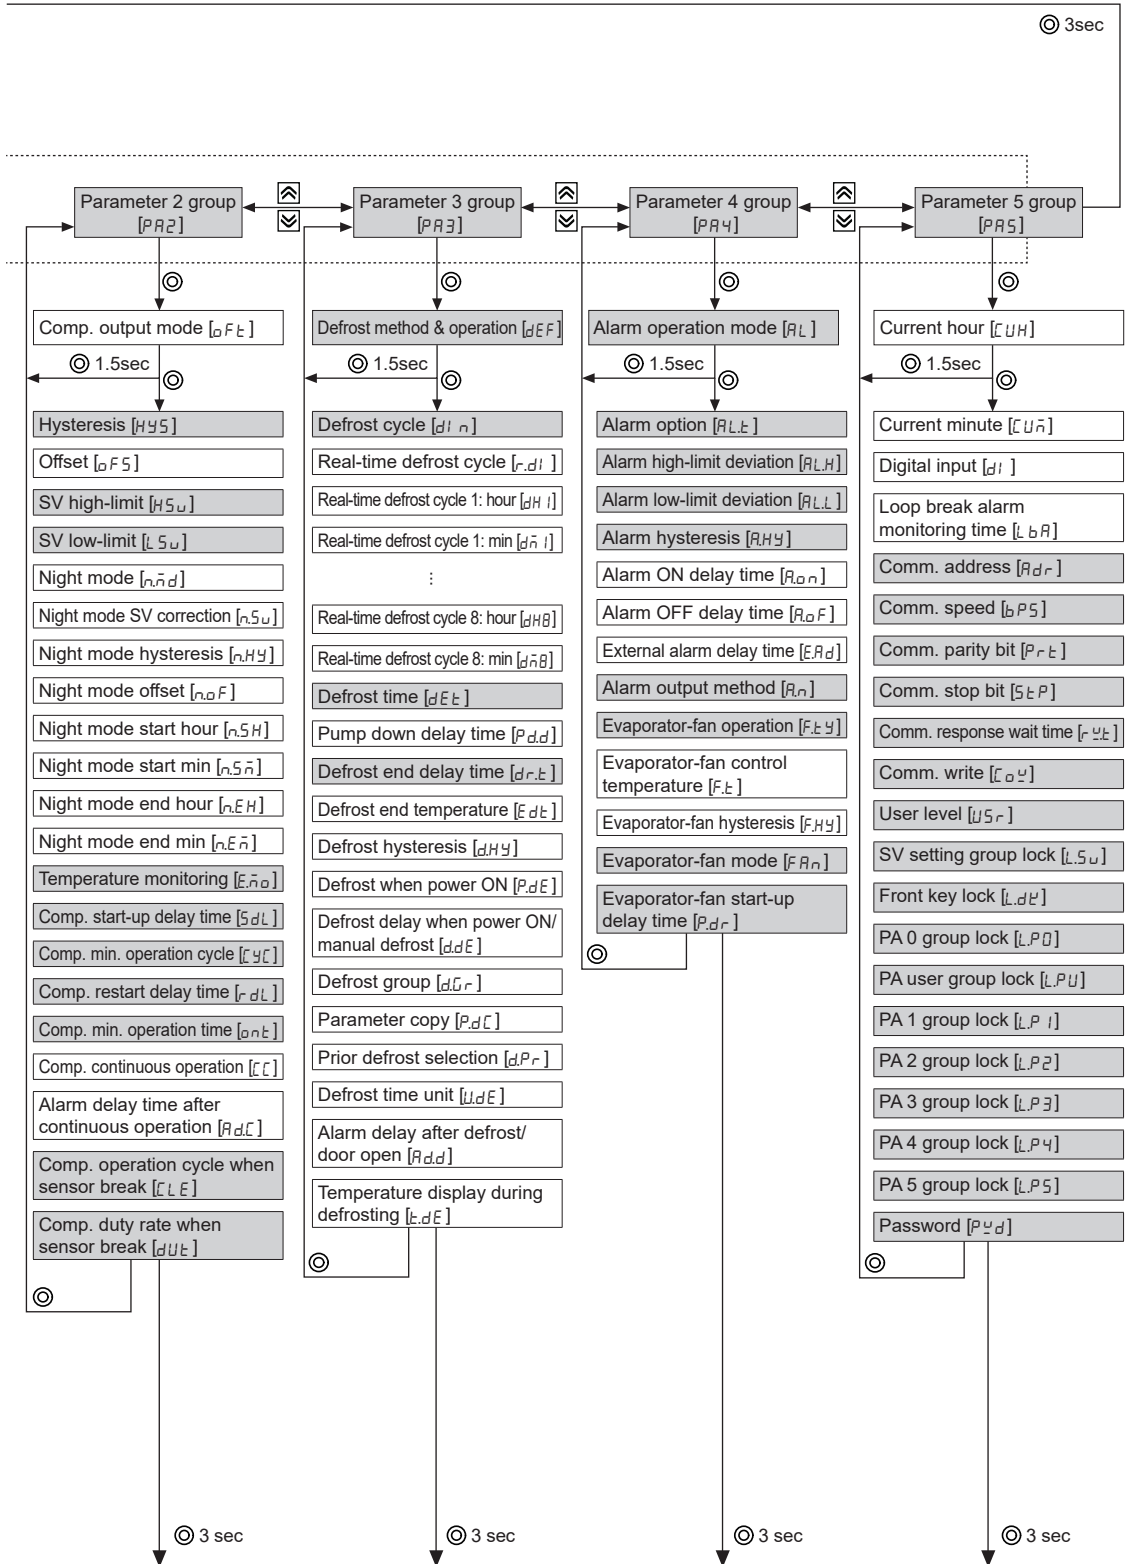 3sec
Parameter 2 group
[PA2]
Parameter 3 group
[PA3]
Parameter 4 group
[PA4]
Parameter 5 group
[PA5]
Comp. output mode [oFt]
1.5sec
Hysteresis [HYS]
Offset [oFS]
SV high-limit [HSv]
SV low-limit [LSv]
Night mode [n.md]
Night mode SV correction [n.Sv]
Night mode hysteresis [n.HY]
Night mode offset [n.oF]
Night mode start hour [n.SH]
Night mode start min [n.Sm]
Night mode end hour [n.EH]
Night mode end min [n.Em]
Temperature monitoring [E.mo]
Comp. start-up delay time [SdL]
Comp. min. operation cycle [CYC]
Comp. restart delay time [rdL]
Comp. min. operation time [ont]
Comp. continuous operation [CC]
Alarm delay time after
continuous operation [Ad.C]
Comp. operation cycle when
sensor break [CLE]
Comp. duty rate when
sensor break [dUt]
3 sec
Defrost method & operation [dEF]
1.5sec
Defrost cycle [dIn]
Real-time defrost cycle [r.dI]
Real-time defrost cycle 1: hour [dH1]
Real-time defrost cycle 1: min [dm1]
⋮
Real-time defrost cycle 8: hour [dH8]
Real-time defrost cycle 8: min [dm8]
Defrost time [dEt]
Pump down delay time [Pd.d]
Defrost end delay time [dr.t]
Defrost end temperature [Edt]
Defrost hysteresis [d.HY]
Defrost when power ON [P.dE]
Defrost delay when power ON/
manual defrost [d.dE]
Defrost group [d.Gr]
Parameter copy [P.dC]
Prior defrost selection [d.Pr]
Defrost time unit [U.dE]
Alarm delay after defrost/
door open [Ad.d]
Temperature display during
defrosting [t.dE]
3 sec
Alarm operation mode [AL]
1.5sec
Alarm option [AL.t]
Alarm high-limit deviation [AL.H]
Alarm low-limit deviation [AL.L]
Alarm hysteresis [A.HY]
Alarm ON delay time [A.on]
Alarm OFF delay time [A.oF]
External alarm delay time [E.Ad]
Alarm output method [A.n]
Evaporator-fan operation [F.tY]
Evaporator-fan control
temperature [F.t]
Evaporator-fan hysteresis [F.HY]
Evaporator-fan mode [FAn]
Evaporator-fan start-up
delay time [P.dr]
3 sec
Current hour [CUH]
1.5sec
Current minute [CUm]
Digital input [dI]
Loop break alarm
monitoring time [LbA]
Comm. address [Adr]
Comm. speed [bPS]
Comm. parity bit [Prt]
Comm. stop bit [StP]
Comm. response wait time [rW.t]
Comm. write [CoW]
User level [USr]
SV setting group lock [L.Sv]
Front key lock [L.dK]
PA 0 group lock [L.P0]
PA user group lock [L.PU]
PA 1 group lock [L.P1]
PA 2 group lock [L.P2]
PA 3 group lock [L.P3]
PA 4 group lock [L.P4]
PA 5 group lock [L.P5]
Password [PWd]
3 sec